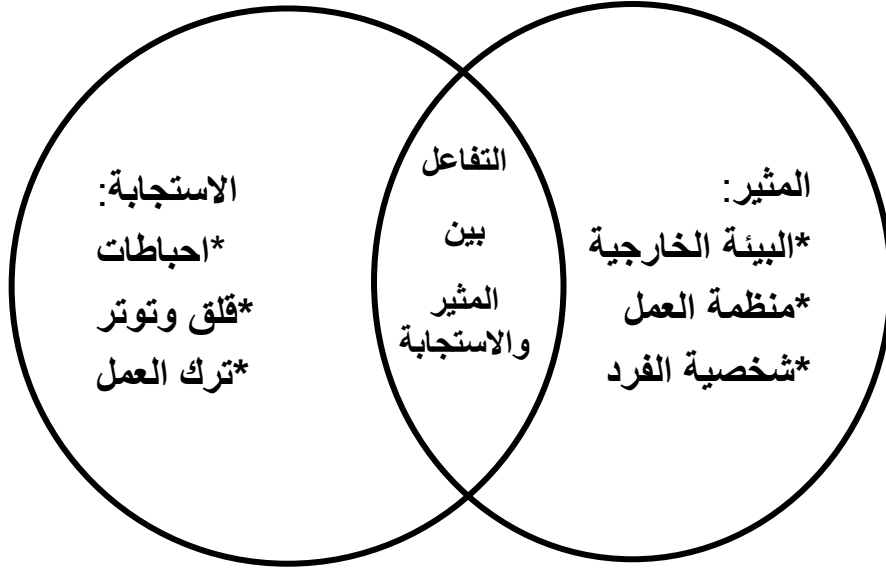 المثير:
*البيئة الخارجية
*منظمة العمل
*شخصية الفرد
التفاعل
بين
المثير
والاستجابة
الاستجابة:
*احباطات
*قلق وتوتر
*ترك العمل